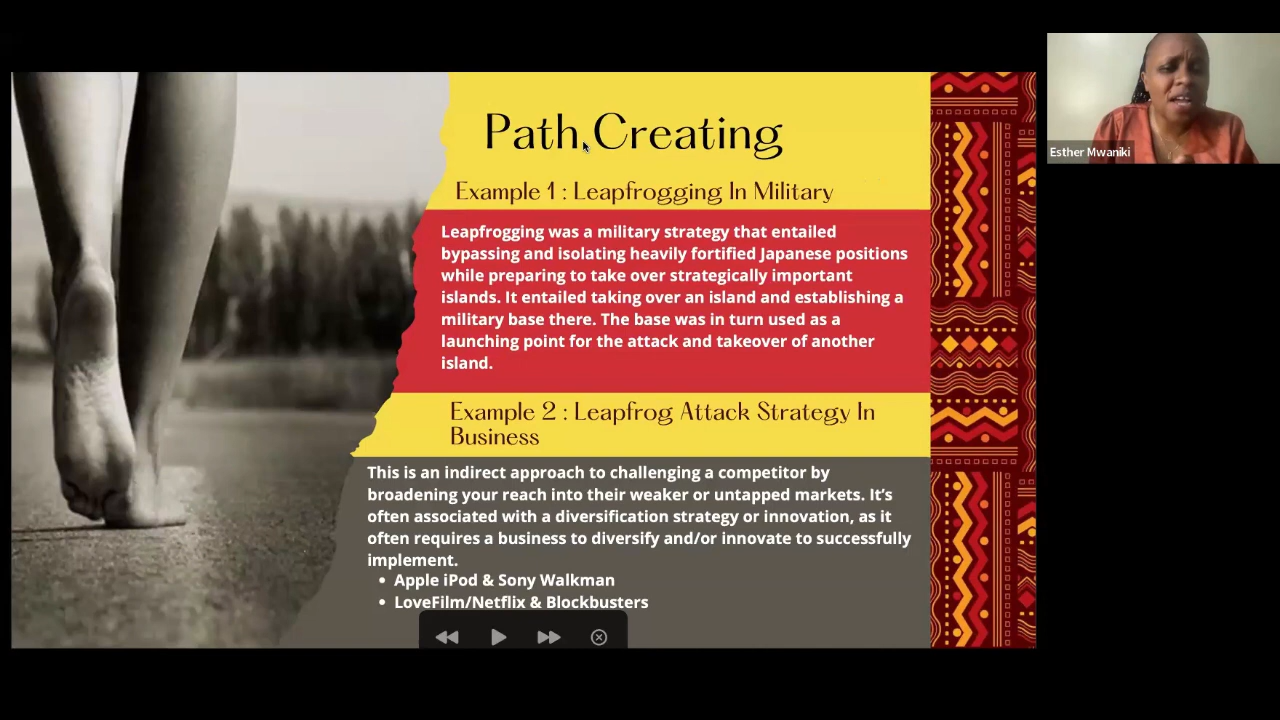 Path Creating
Example 1 : Leapfrogging In Military
Leapfrogging was a military strategy that entailed
bypassing and isolating heavily fortified Japanese positions
while preparing to take over strategically important
islands. It entailed taking over an island and establishing a
military base there. The base was in turn used as a
launching point for the attack and takeover of another
island.
Example 2 : Leapfrog Attack Strategy In
Business
This is an indirect approach to challenging a competitor by
broadening your reach into their weaker or untapped markets. It’s
often associated with a diversification strategy or innovation, as it
often requires a business to diversify and/or innovate to successfully
implement.
• Apple iPod & Sony Walkman
• LoveFilm/Netflix & Blockbusters
Esther Mwaniki